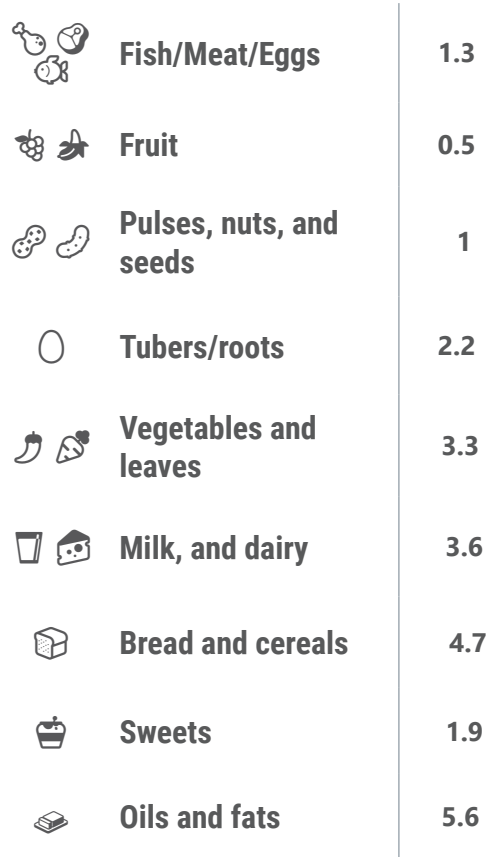 Fish/Meat/Eggs 1.3
Fruit 0.5
Pulses, nuts, and
seeds 1
Tubers/roots 2.2
Vegetables and
leaves 3.3
Milk, and dairy 3.6
Bread and cereals 4.7
Sweets 1.9
Oils and fats 5.6